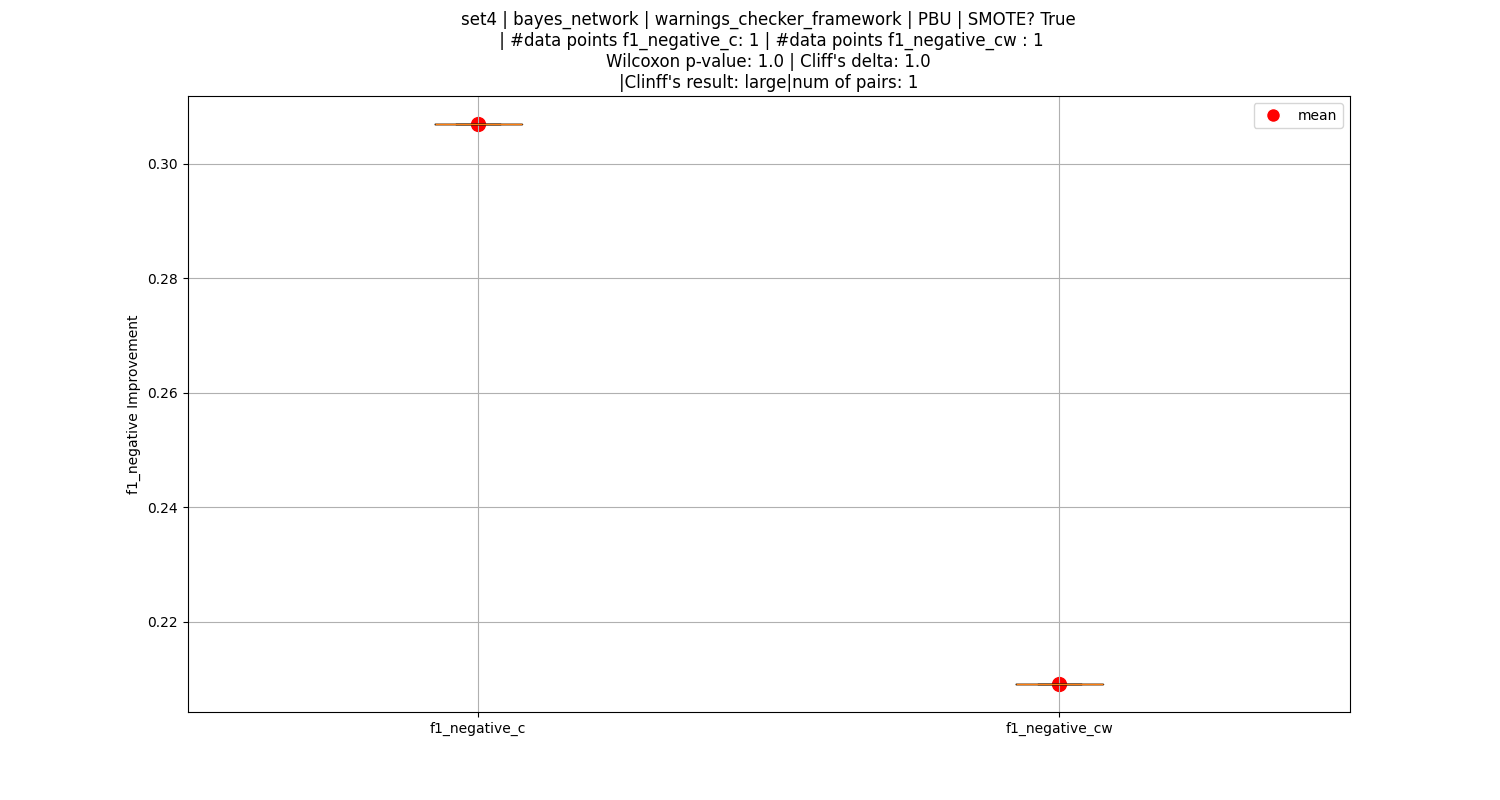 set4 | bayes_network | warnings_checker_framework | PBU | SMOTE? True
| #data points f1_negative_c: 1 | #data points f1_negative_cw : 1
Wilcoxon p-value: 1.0 | Cliff's delta: 1.0
|Clinff's result: large|num of pairs: 1
mean
0.30
0.28
0.26
0.24
0.22
f1_negative Improvement
f1_negative_c
f1_negative_cw